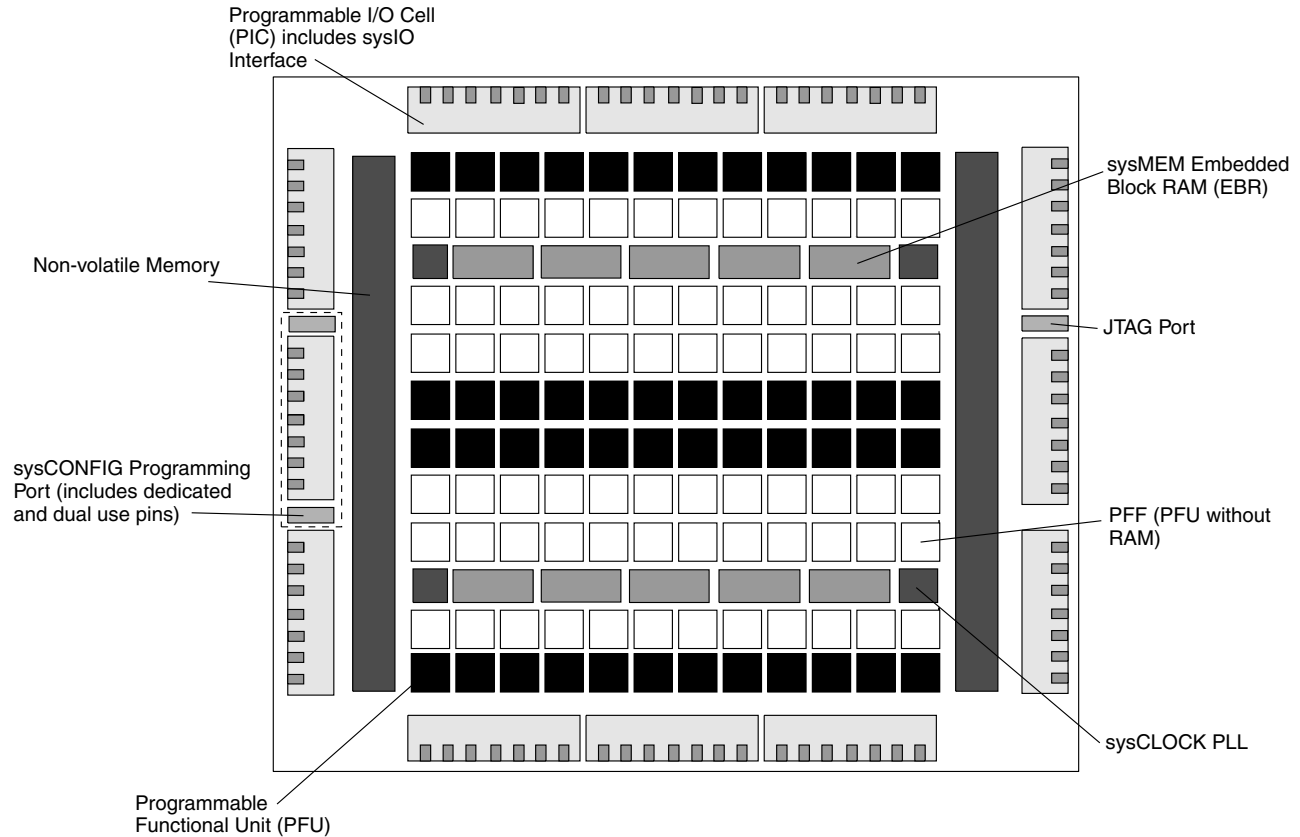 Programmable I/O Cell
(PIC) includes sysIO
Interface
sysMEM Embedded
Block RAM (EBR)
Non-volatile Memory
JTAG Port
sysCONFIG Programming
Port (includes dedicated
and dual use pins)
PFF (PFU without
RAM)
sysCLOCK PLL
Programmable
Functional Unit (PFU)